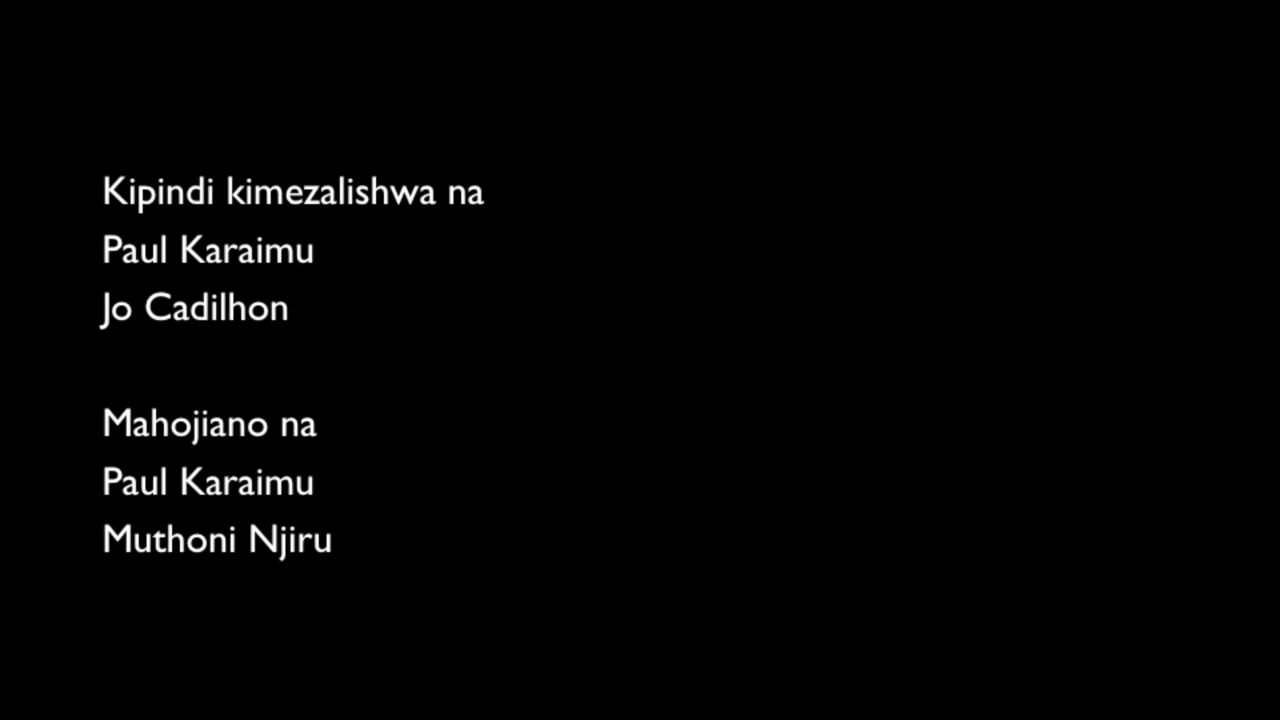 Kipindi kimezalishwa na
Paul Karaimu
Jo Cadilhon
Mahojiano na
Paul Karaimu
Muthoni Njiru